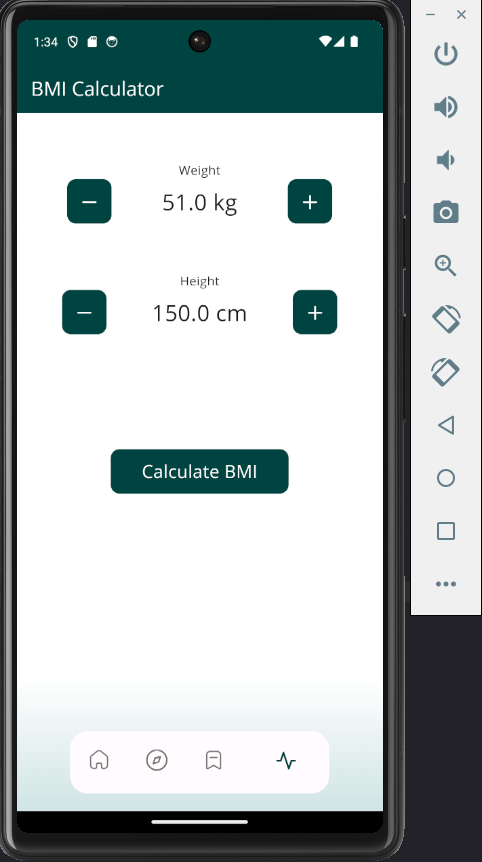 1:34
BMI Calculator
Weight
51.0 kg
Height
150.0 cm
Calculate BMI